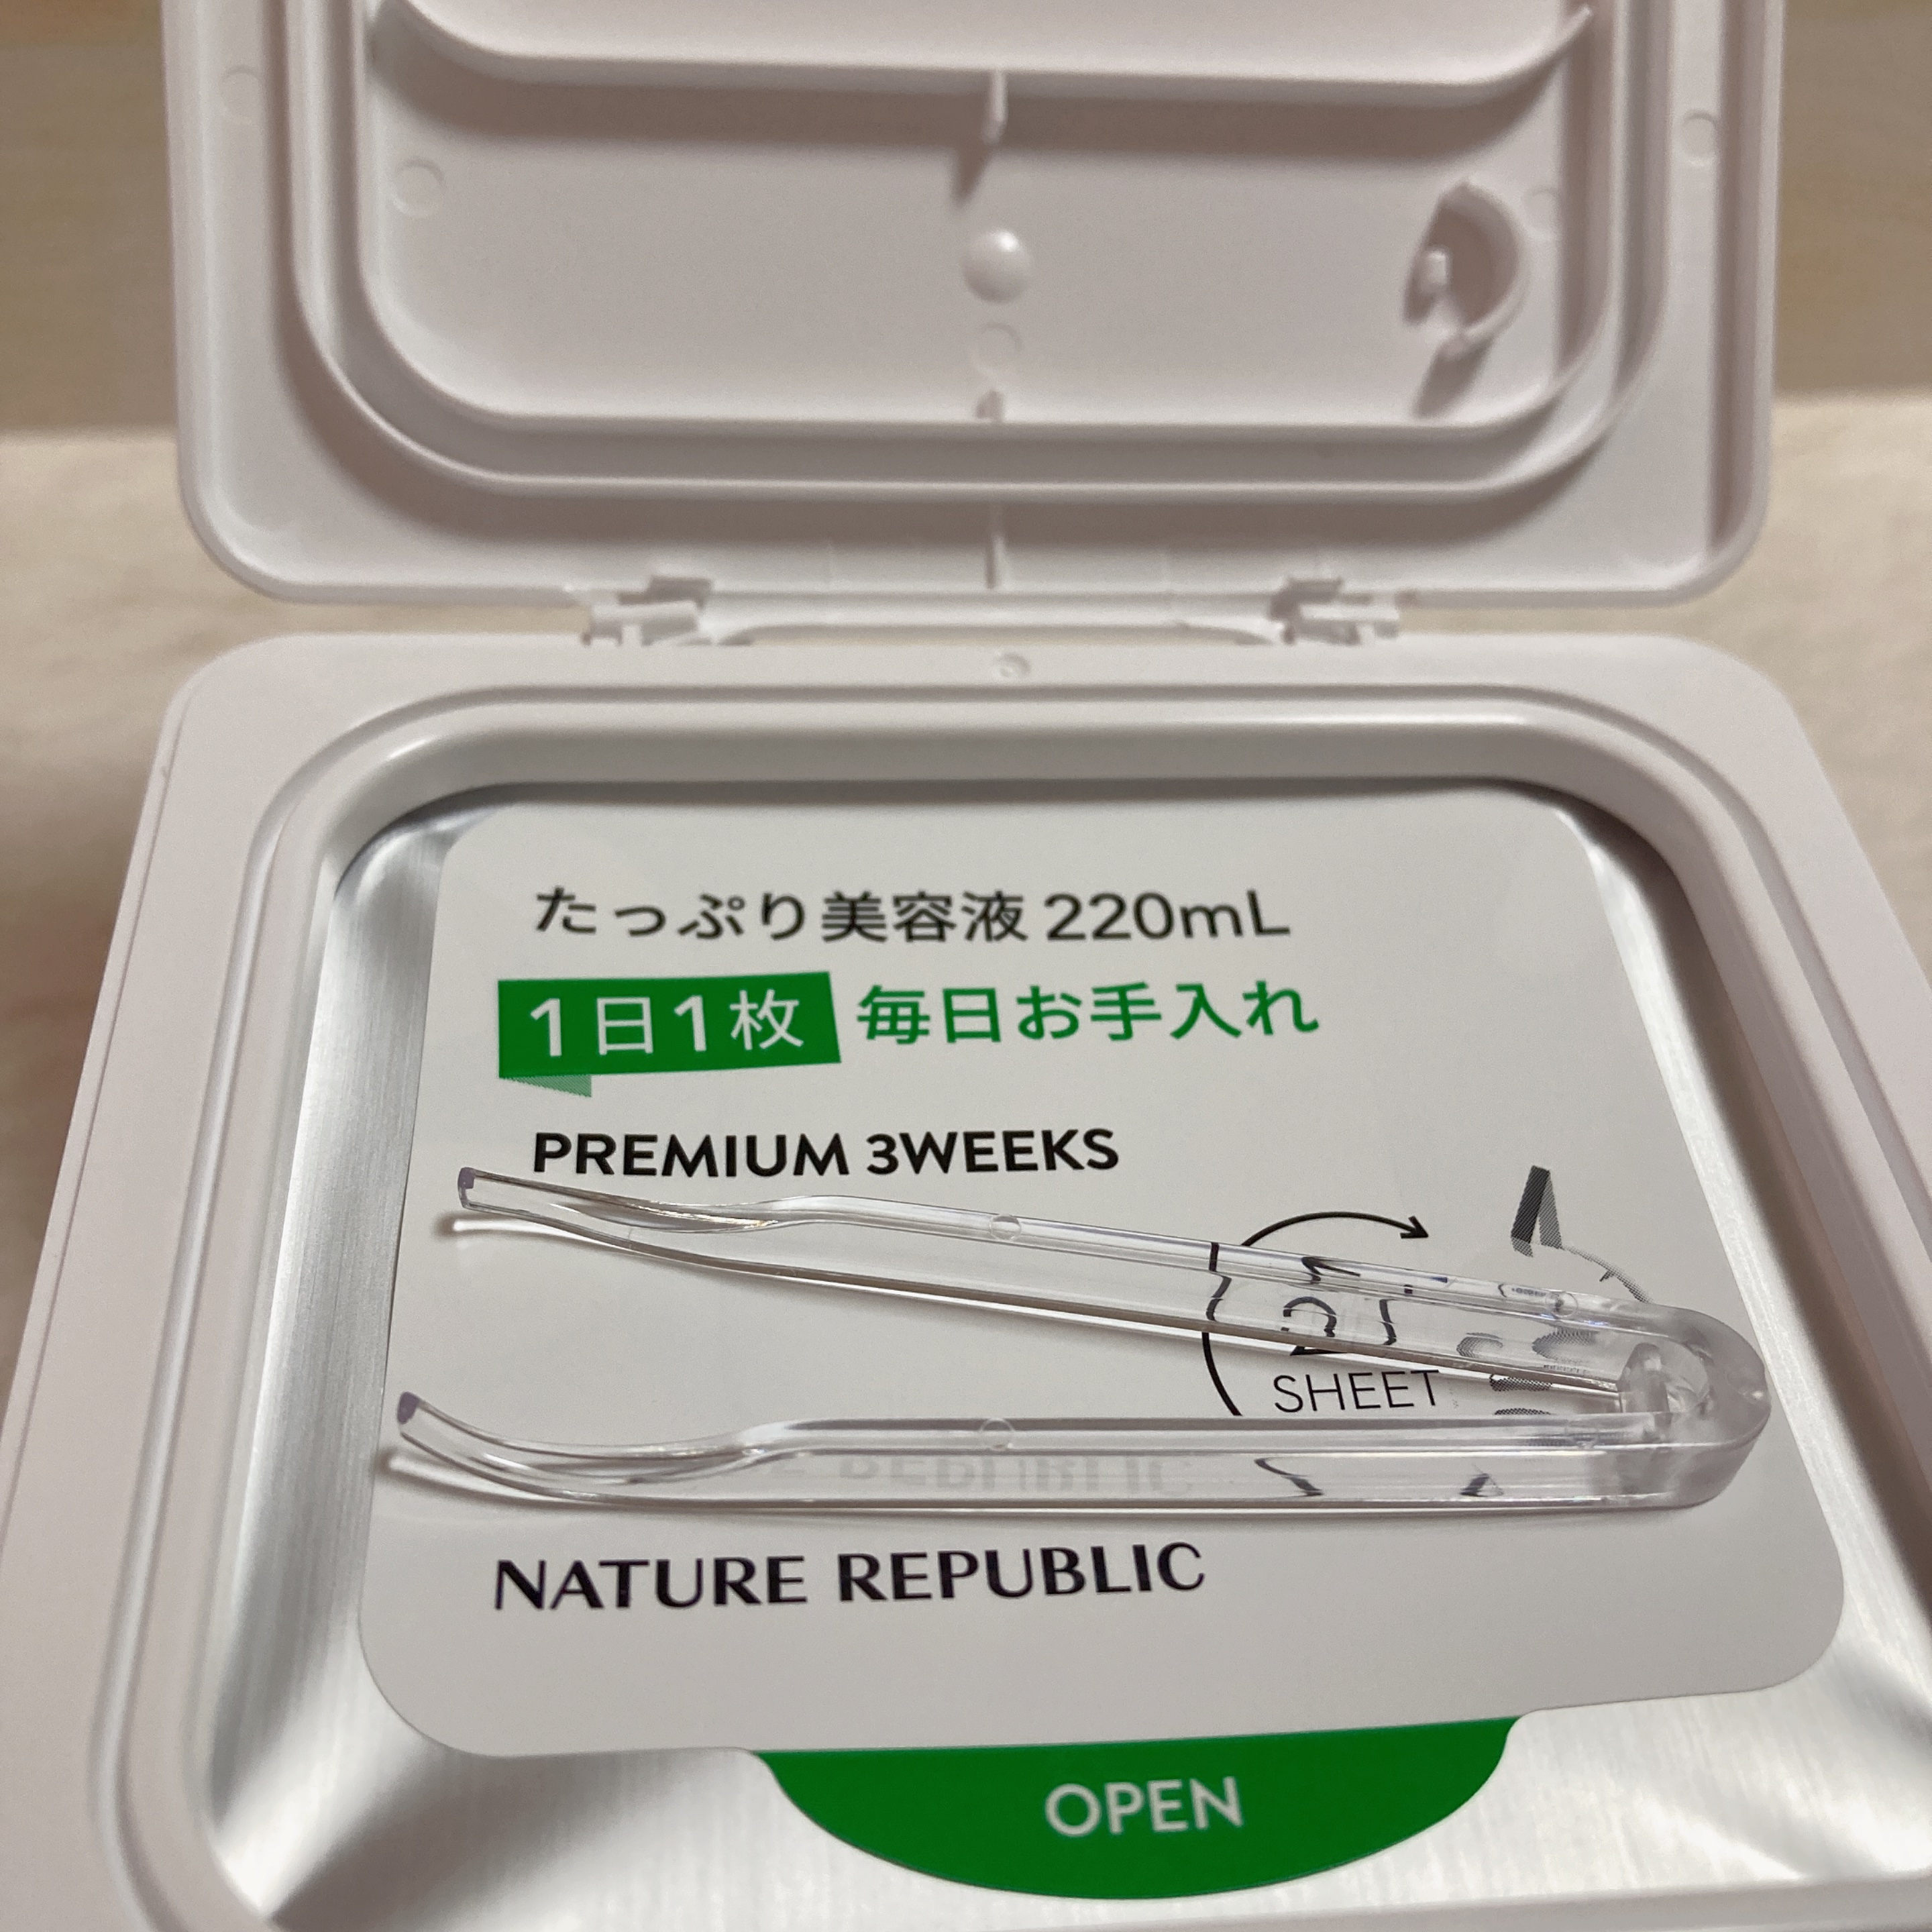 たっぷり美容液 220mL
1日1枚 毎日お手入れ
PREMIUM 3WEEKS
SHEET
NATURE REPUBLIC
OPEN